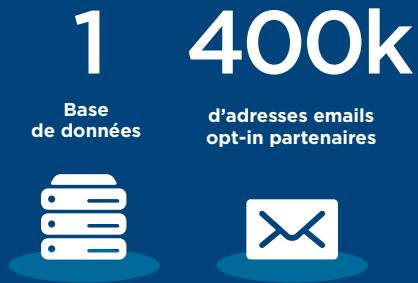 1
Base
de données
400k
d'adresses emails
opt-in partenaires